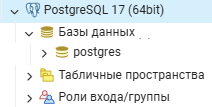 PostgreSQL 17 (64bit)
Базы данных
postgres
Табличные пространства
Роли входа/группы